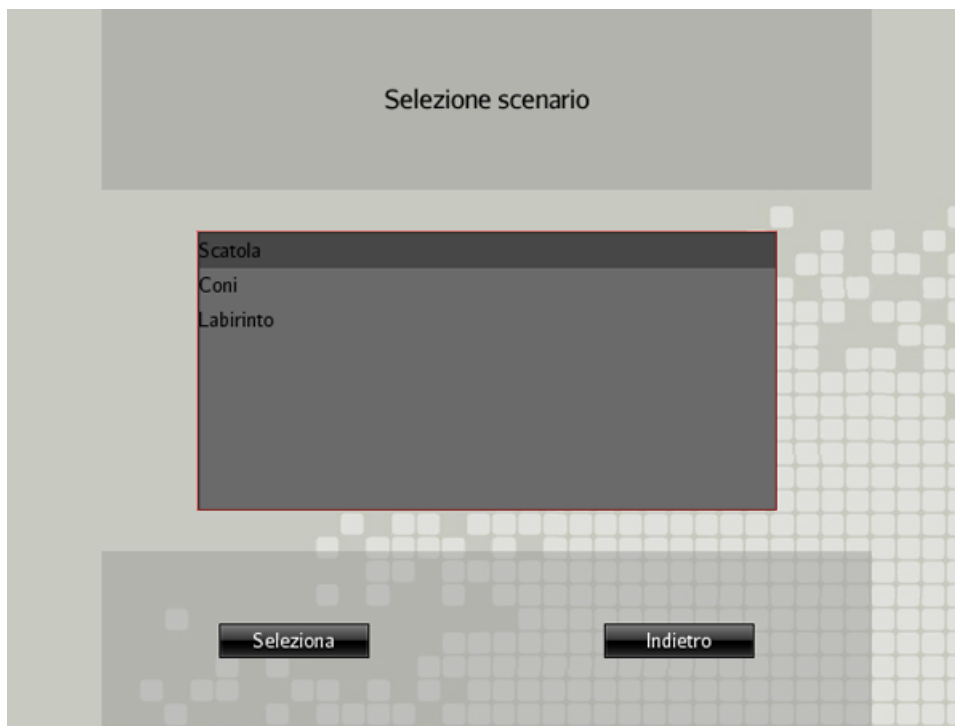 Selezione scenario
Scatola
Coni
Labirinto
Seleziona
Indietro